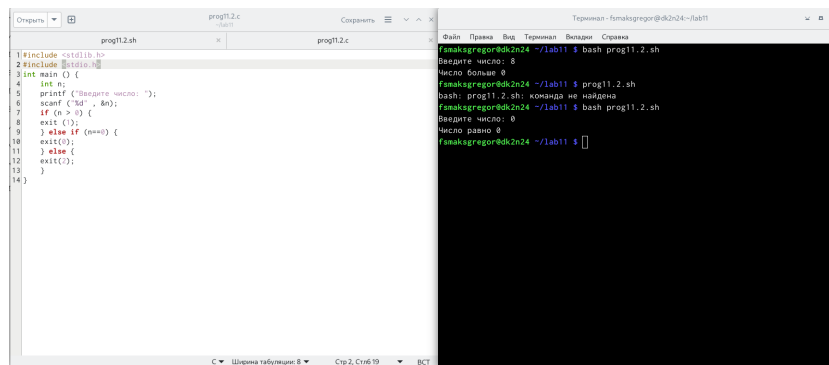 Открыть
prog11.2.c
~/lab11
Сохранить
prog11.2.sh
prog11.2.c
1 #include <stdlib.h>
2 #include <stdio.h>
3 int main () {
4 int n;
5 printf ("Введите число: ");
6 scanf ("%d" , &n);
7 if (n > 0) {
8 exit (1);
9 } else if (n==0) {
10 exit(0);
11 } else {
12 exit(2);
13 }
14 }
C Ширина табуляции: 8 Стр 2, Стлб 19 ВСТ
Терминал - fsmaksgregor@dk2n24:~/lab11
Файл Правка Вид Терминал Вкладки Справка
fsmaksgregor@dk2n24 ~/lab11 $ bash prog11.2.sh
Введите число: 8
Число больше 0
fsmaksgregor@dk2n24 ~/lab11 $ prog11.2.sh
bash: prog11.2.sh: команда не найдена
fsmaksgregor@dk2n24 ~/lab11 $ bash prog11.2.sh
Введите число: 0
Число равно 0
fsmaksgregor@dk2n24 ~/lab11 $